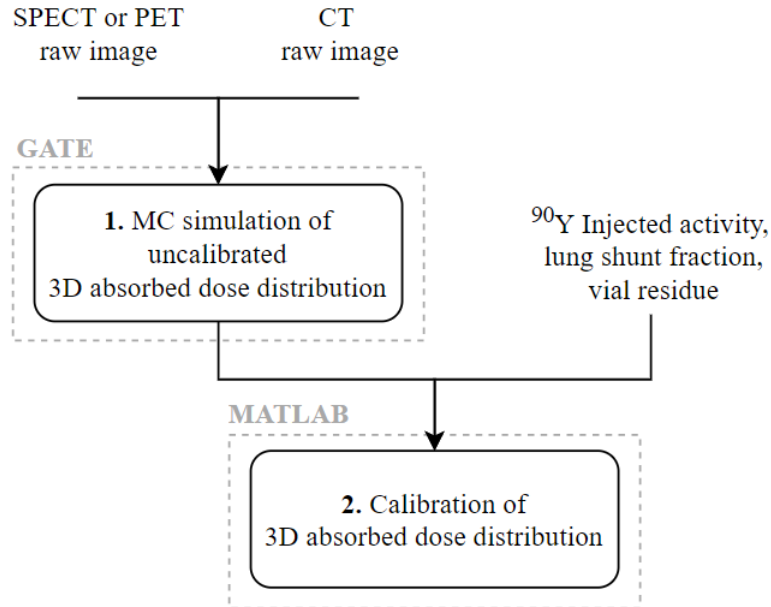 SPECT or PET
raw image
CT
raw image
GATE
1. MC simulation of
uncalibrated
3D absorbed dose distribution
⁹⁰Y Injected activity,
lung shunt fraction,
vial residue
MATLAB
2. Calibration of
3D absorbed dose distribution